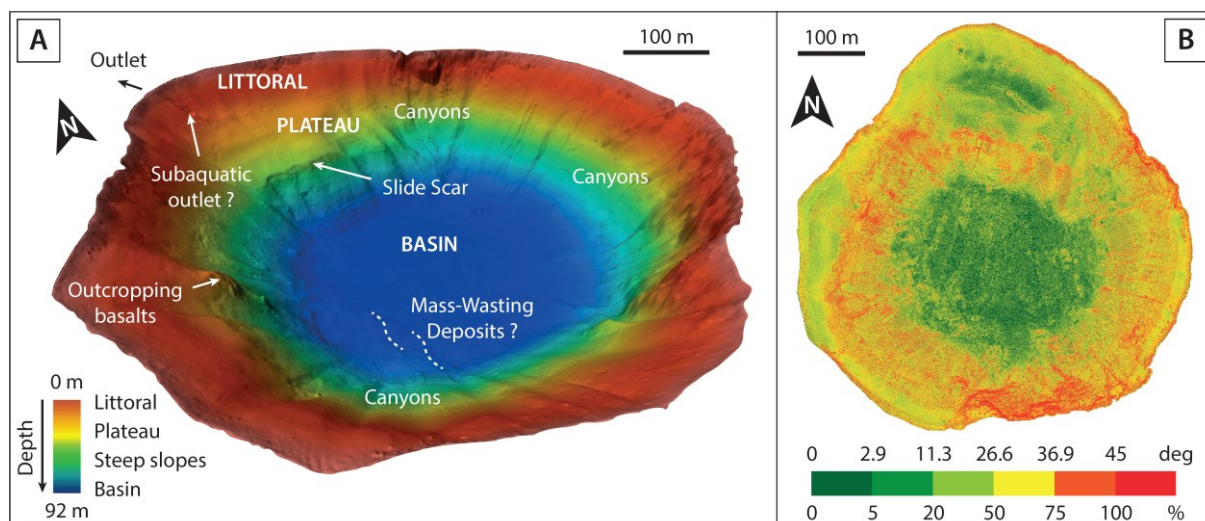 A
100 m
Outlet
LITTORAL
N
Canyons
PLATEAU
Subaquatic
outlet ?
Slide Scar
Canyons
BASIN
Outcropping
basalts
Mass-Wasting
Deposits ?
Canyons
0 m
Depth
92 m
Littoral
Plateau
Steep slopes
Basin
B
100 m
N
0 2.9 11.3 26.6 36.9 45 deg
0 5 20 50 75 100 %